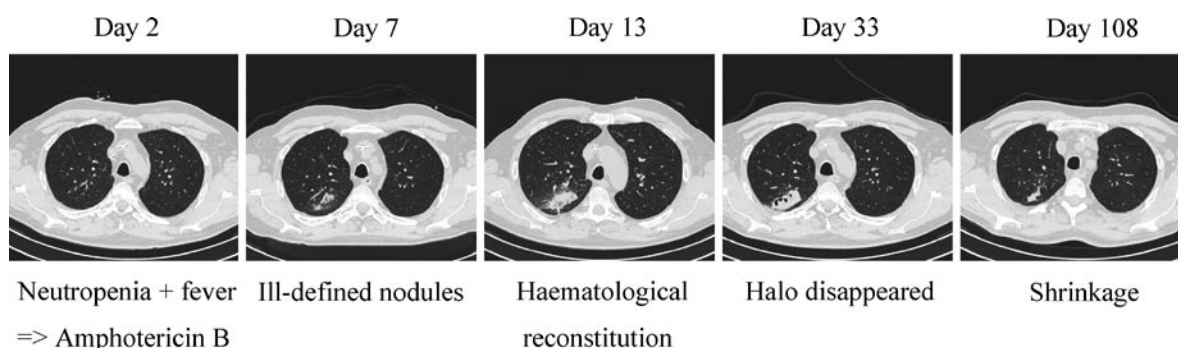 Day 2
Day 7
Day 13
Day 33
Day 108
Neutropenia + fever
=> Amphotericin B
Ill-defined nodules
Haematological
reconstitution
Halo disappeared
Shrinkage